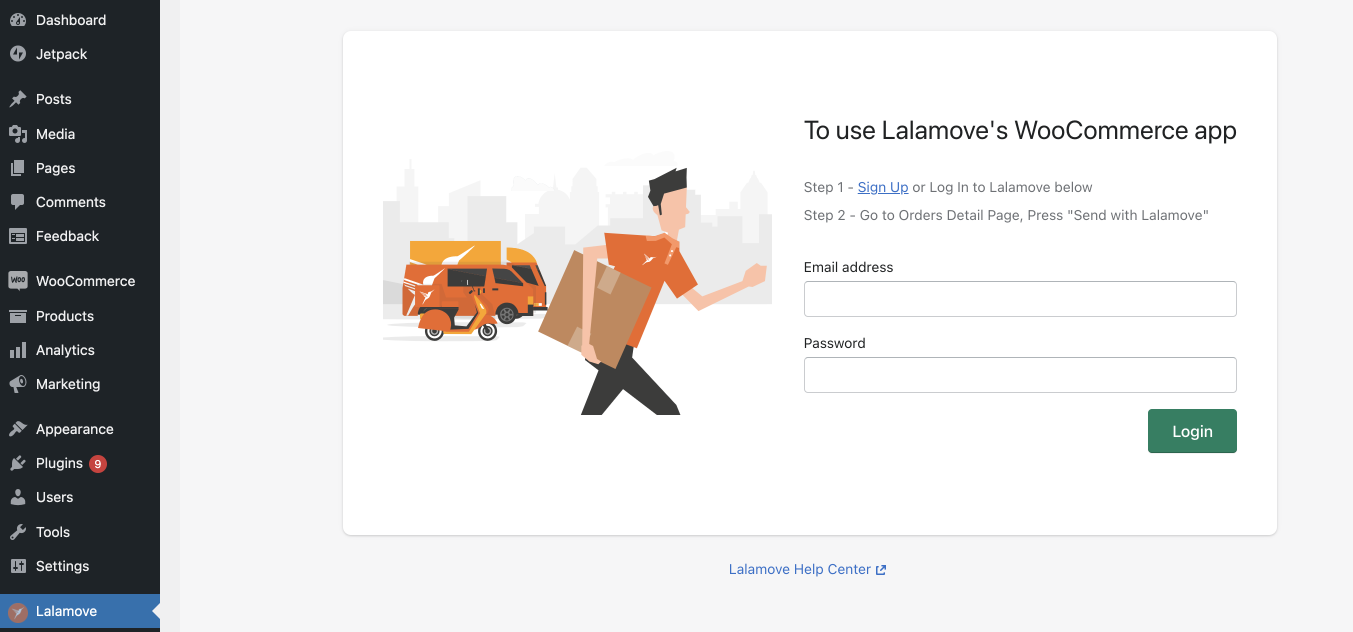 Dashboard
Jetpack
Posts
Media
Pages
Comments
Feedback
woo WooCommerce
Products
Analytics
Marketing
Appearance
Plugins 9
Users
Tools
Settings
Lalamove
To use Lalamove's WooCommerce app
Step 1 - Sign Up or Log In to Lalamove below
Step 2 - Go to Orders Detail Page, Press "Send with Lalamove"
Email address
Password
Login
Lalamove Help Center